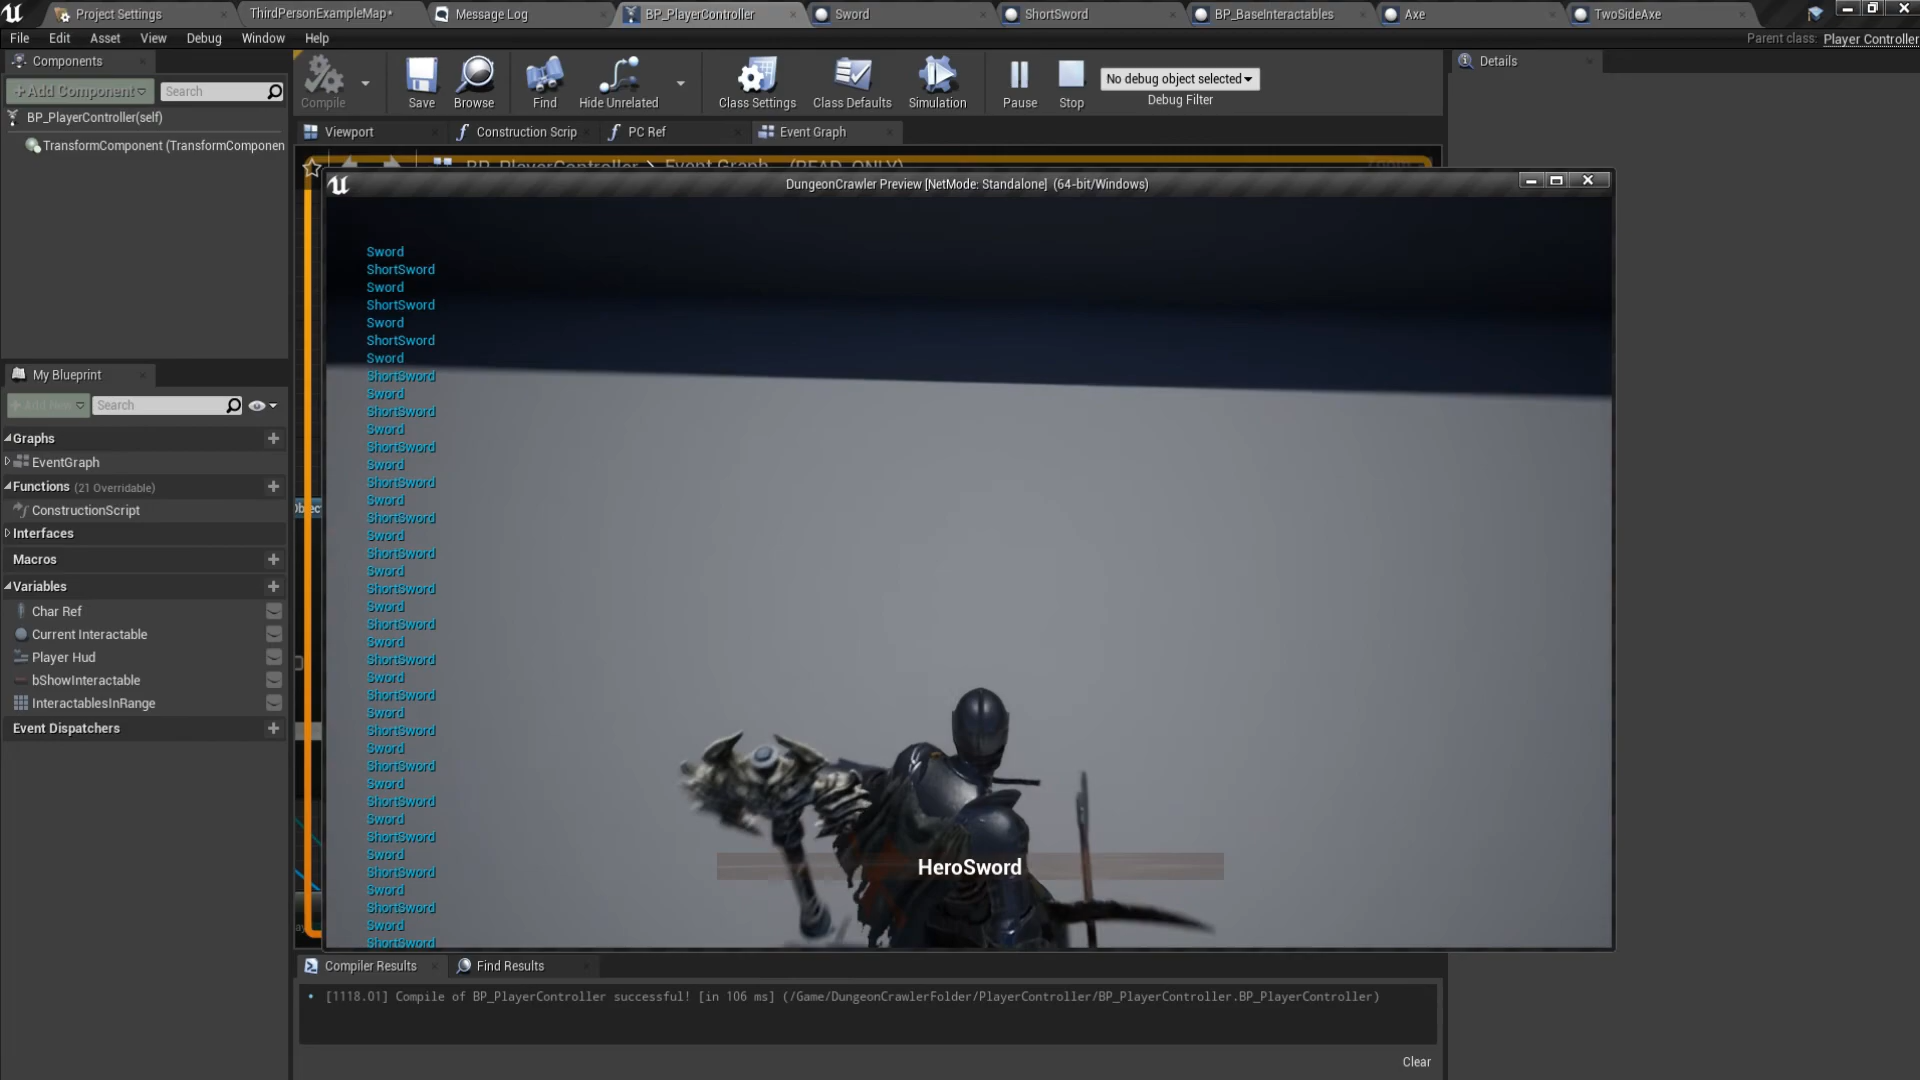 Project Settings
ThirdPersonExampleMap*
Message Log
BP_PlayerController
Sword
ShortSword
BP_BaseInteractables
Axe
TwoSideAxe
File
Edit
Asset
View
Debug
Window
Help
Parent class: Player Controller
Components
+Add Component
Search
BP_PlayerController(self)
TransformComponent (TransformComponen
Compile
Save
Browse
Find
Hide Unrelated
Class Settings
Class Defaults
Simulation
Pause
Stop
No debug object selected
Debug Filter
Details
Viewport
Construction Scrip
PC Ref
Event Graph
BP_PlayerController > Event Graph (READ_ONLY)
DungeonCrawler Preview [NetMode: Standalone] (64-bit/Windows)
Sword
ShortSword
Sword
ShortSword
Sword
ShortSword
Sword
ShortSword
Sword
ShortSword
Sword
ShortSword
Sword
ShortSword
Sword
ShortSword
Sword
ShortSword
Sword
ShortSword
Sword
ShortSword
Sword
ShortSword
Sword
ShortSword
Sword
ShortSword
Sword
ShortSword
Sword
ShortSword
Sword
ShortSword
Sword
ShortSword
Sword
ShortSword
Sword
ShortSword
HeroSword
My Blueprint
Search
Graphs
EventGraph
Functions (21 Overridable)
ConstructionScript
Interfaces
Macros
Variables
Char Ref
Current Interactable
Player Hud
bShowInteractable
InteractablesInRange
Event Dispatchers
Compiler Results
Find Results
[1118.01] Compile of BP_PlayerController successful! [in 106 ms] (/Game/DungeonCrawlerFolder/PlayerController/BP_PlayerController.BP_PlayerController)
Clear